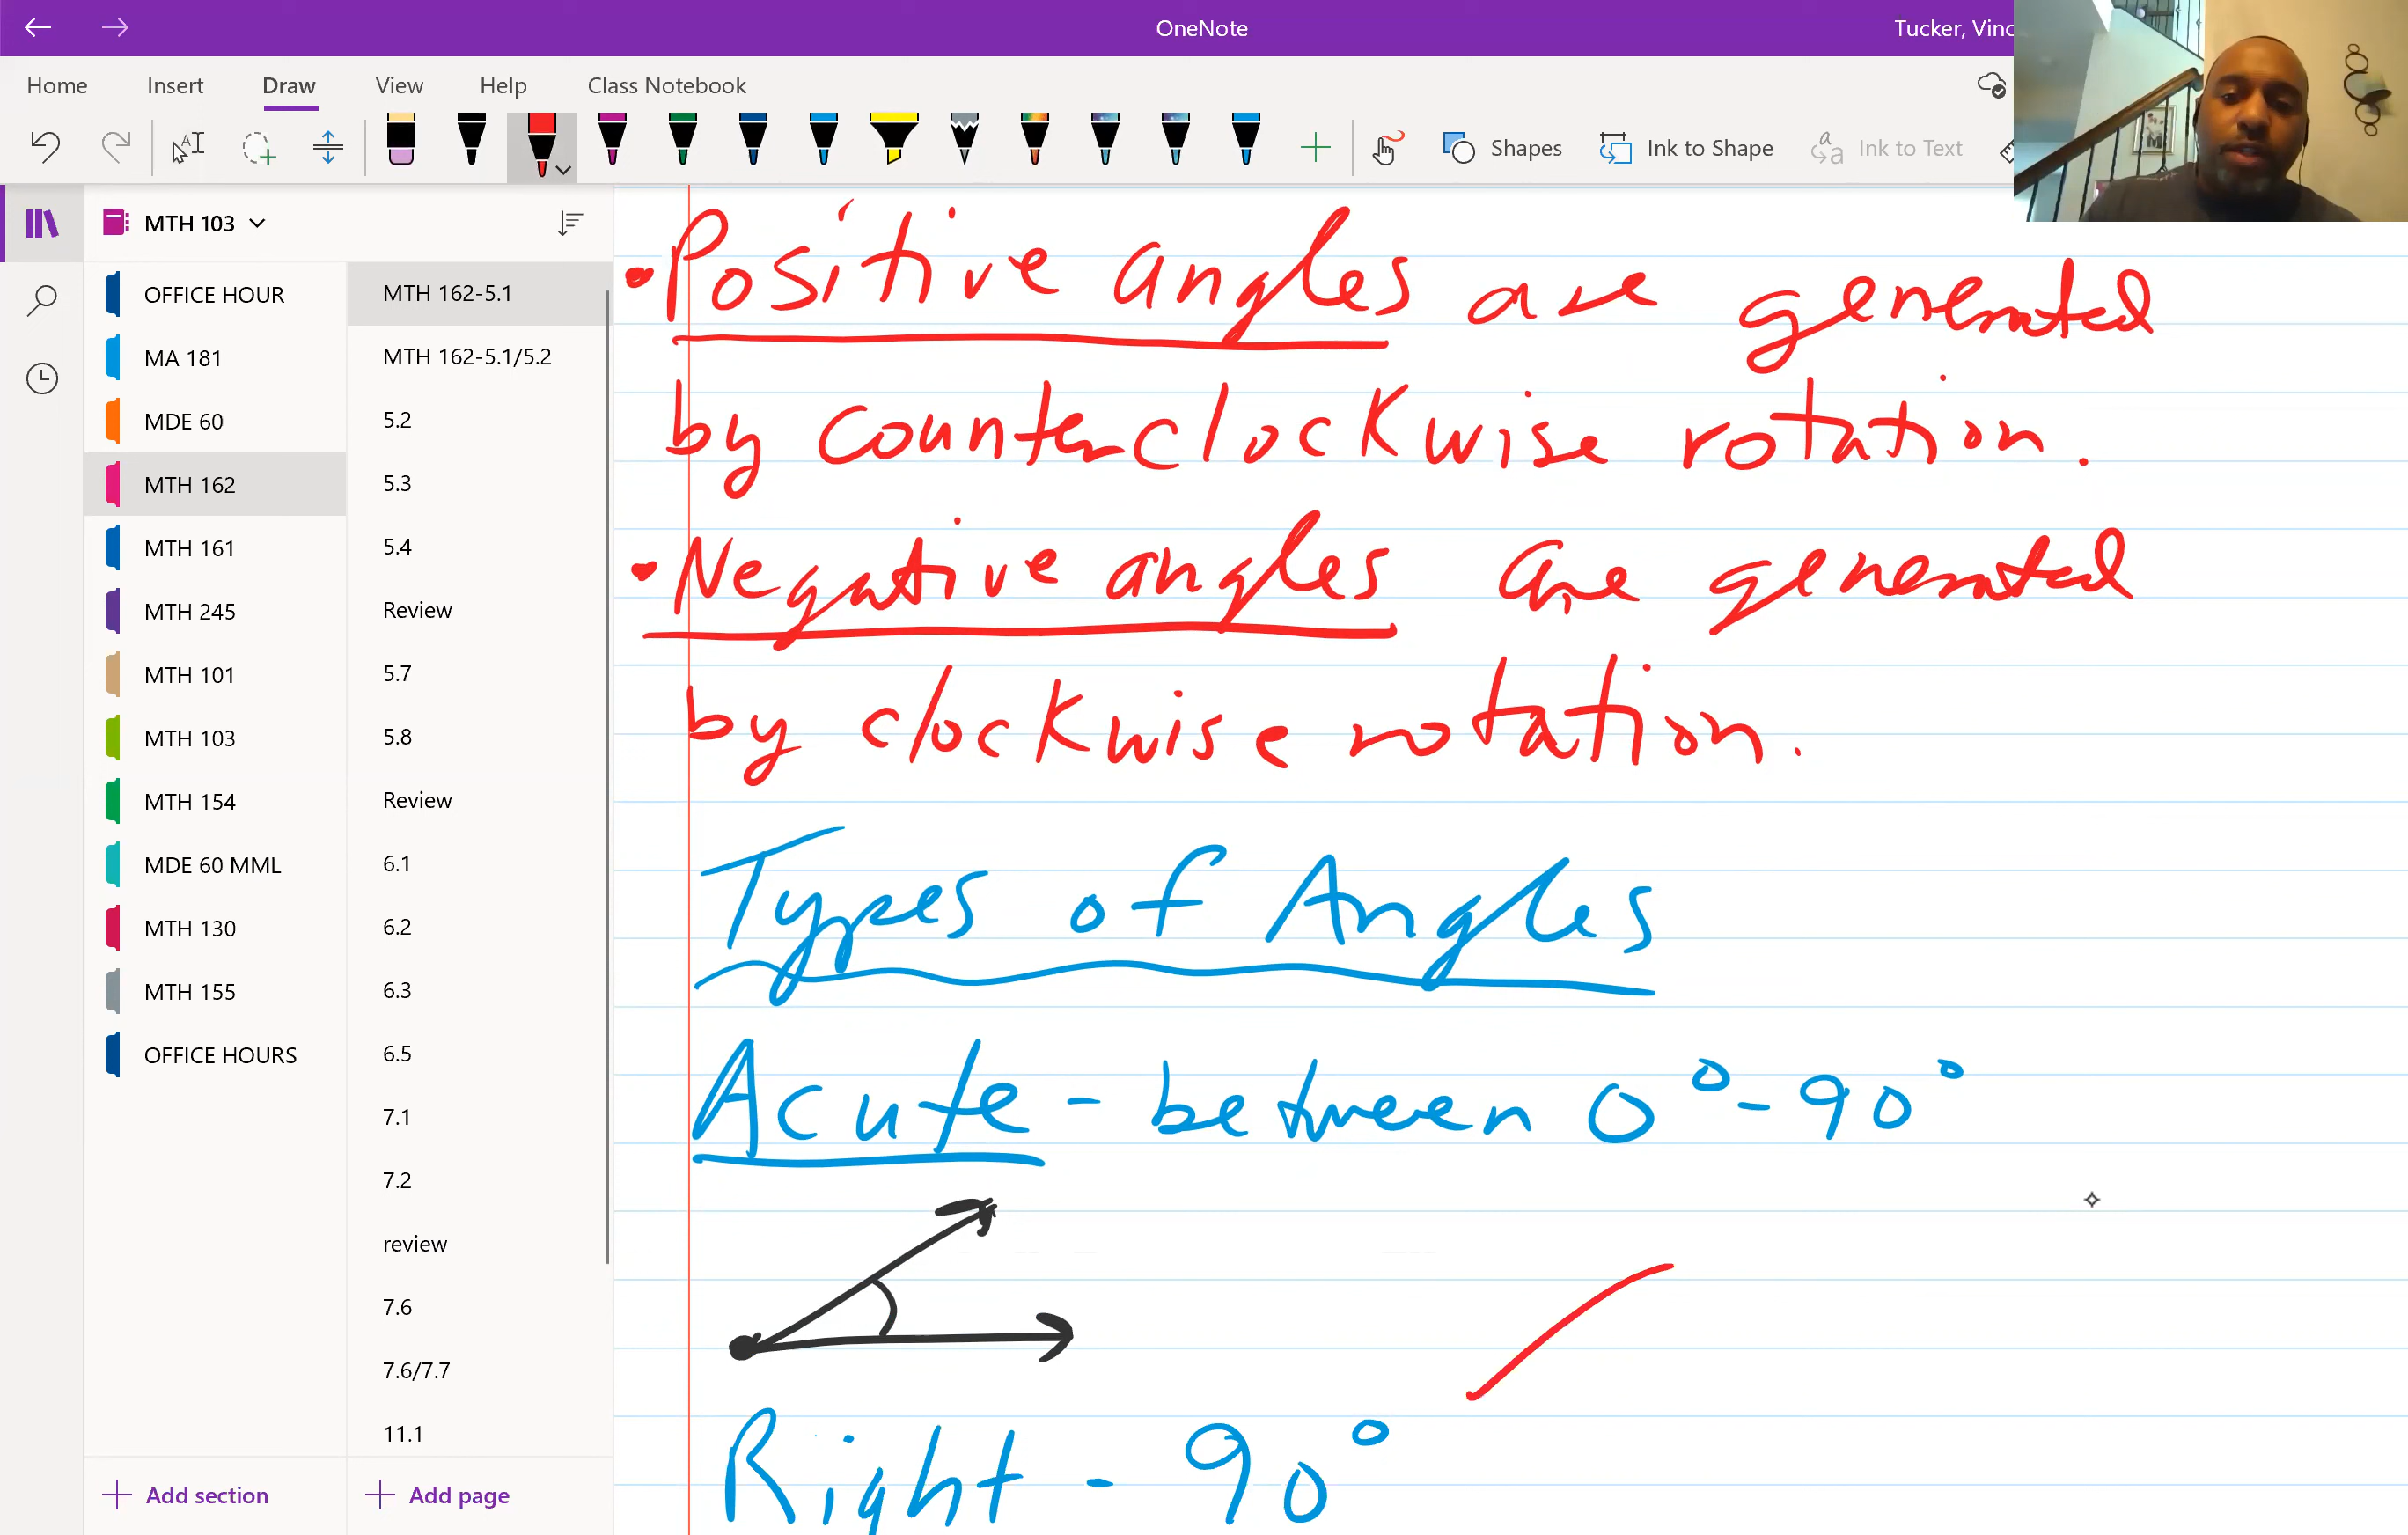 OneNote
Tucker, Vinc
Home Insert Draw View Help Class Notebook
Shapes Ink to Shape Ink to Text
MTH 103
OFFICE HOUR
MA 181
MDE 60
MTH 162
MTH 161
MTH 245
MTH 101
MTH 103
MTH 154
MDE 60 MML
MTH 130
MTH 155
OFFICE HOURS
Add section
MTH 162-5.1
MTH 162-5.1/5.2
5.2
5.3
5.4
Review
5.7
5.8
Review
6.1
6.2
6.3
6.5
7.1
7.2
review
7.6
7.6/7.7
11.1
Add page
• Positive angles are generated
by counterclockwise rotation.
• Negative angles are generated
by clockwise rotation.
Types of Angles
Acute - between 0° - 90°
Right - 90°